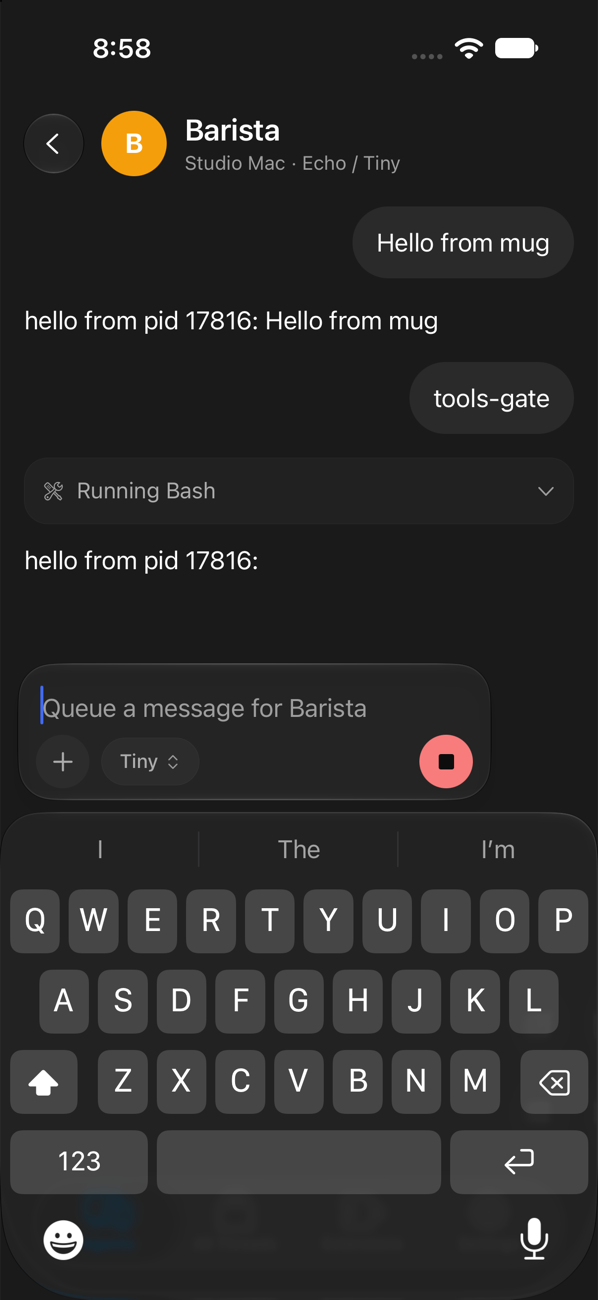 8:58
B
Barista
Studio Mac · Echo / Tiny
Hello from mug
hello from pid 17816: Hello from mug
tools-gate
Running Bash
hello from pid 17816:
Queue a message for Barista
Tiny
I The I’m
Q W E R T Y U I O P
A S D F G H J K L
Z X C V B N M
123